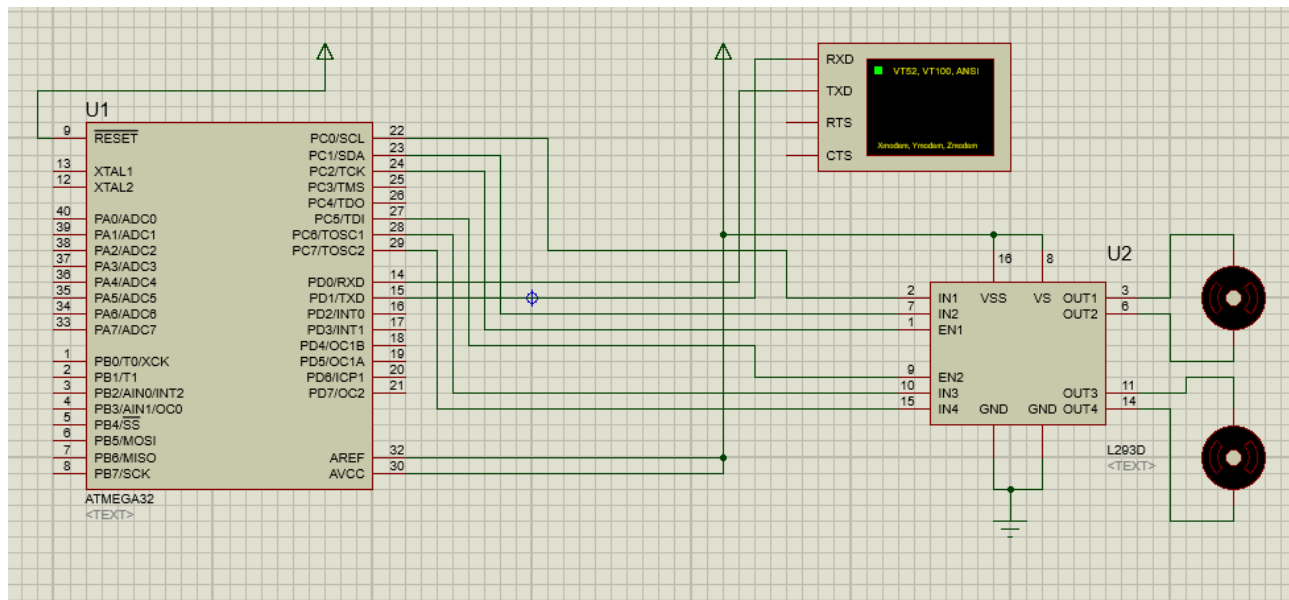 U1
ATMEGA32
<TEXT>
9 RESET
13 XTAL1
12 XTAL2
40 PA0/ADC0
39 PA1/ADC1
38 PA2/ADC2
37 PA3/ADC3
36 PA4/ADC4
35 PA5/ADC5
34 PA6/ADC6
33 PA7/ADC7
1 PB0/T0/XCK
2 PB1/T1
3 PB2/AIN0/INT2
4 PB3/AIN1/OC0
5 PB4/SS
6 PB5/MOSI
7 PB6/MISO
8 PB7/SCK
PC0/SCL 22
PC1/SDA 23
PC2/TCK 24
PC3/TMS 25
PC4/TDO 26
PC5/TDI 27
PC6/TOSC1 28
PC7/TOSC2 29
PD0/RXD 14
PD1/TXD 15
PD2/INT0 16
PD3/INT1 17
PD4/OC1B 18
PD5/OC1A 19
PD6/ICP1 20
PD7/OC2 21
AREF 32
AVCC 30
RXD
TXD
RTS
CTS
VT52, VT100, ANSI
Xmodem, Ymodem, Zmodem
U2
16 8
2 IN1 VSS VS OUT1 3
7 IN2 OUT2 6
1 EN1
9 EN2
10 IN3 OUT3 11
15 IN4 GND GND OUT4 14
L293D
<TEXT>